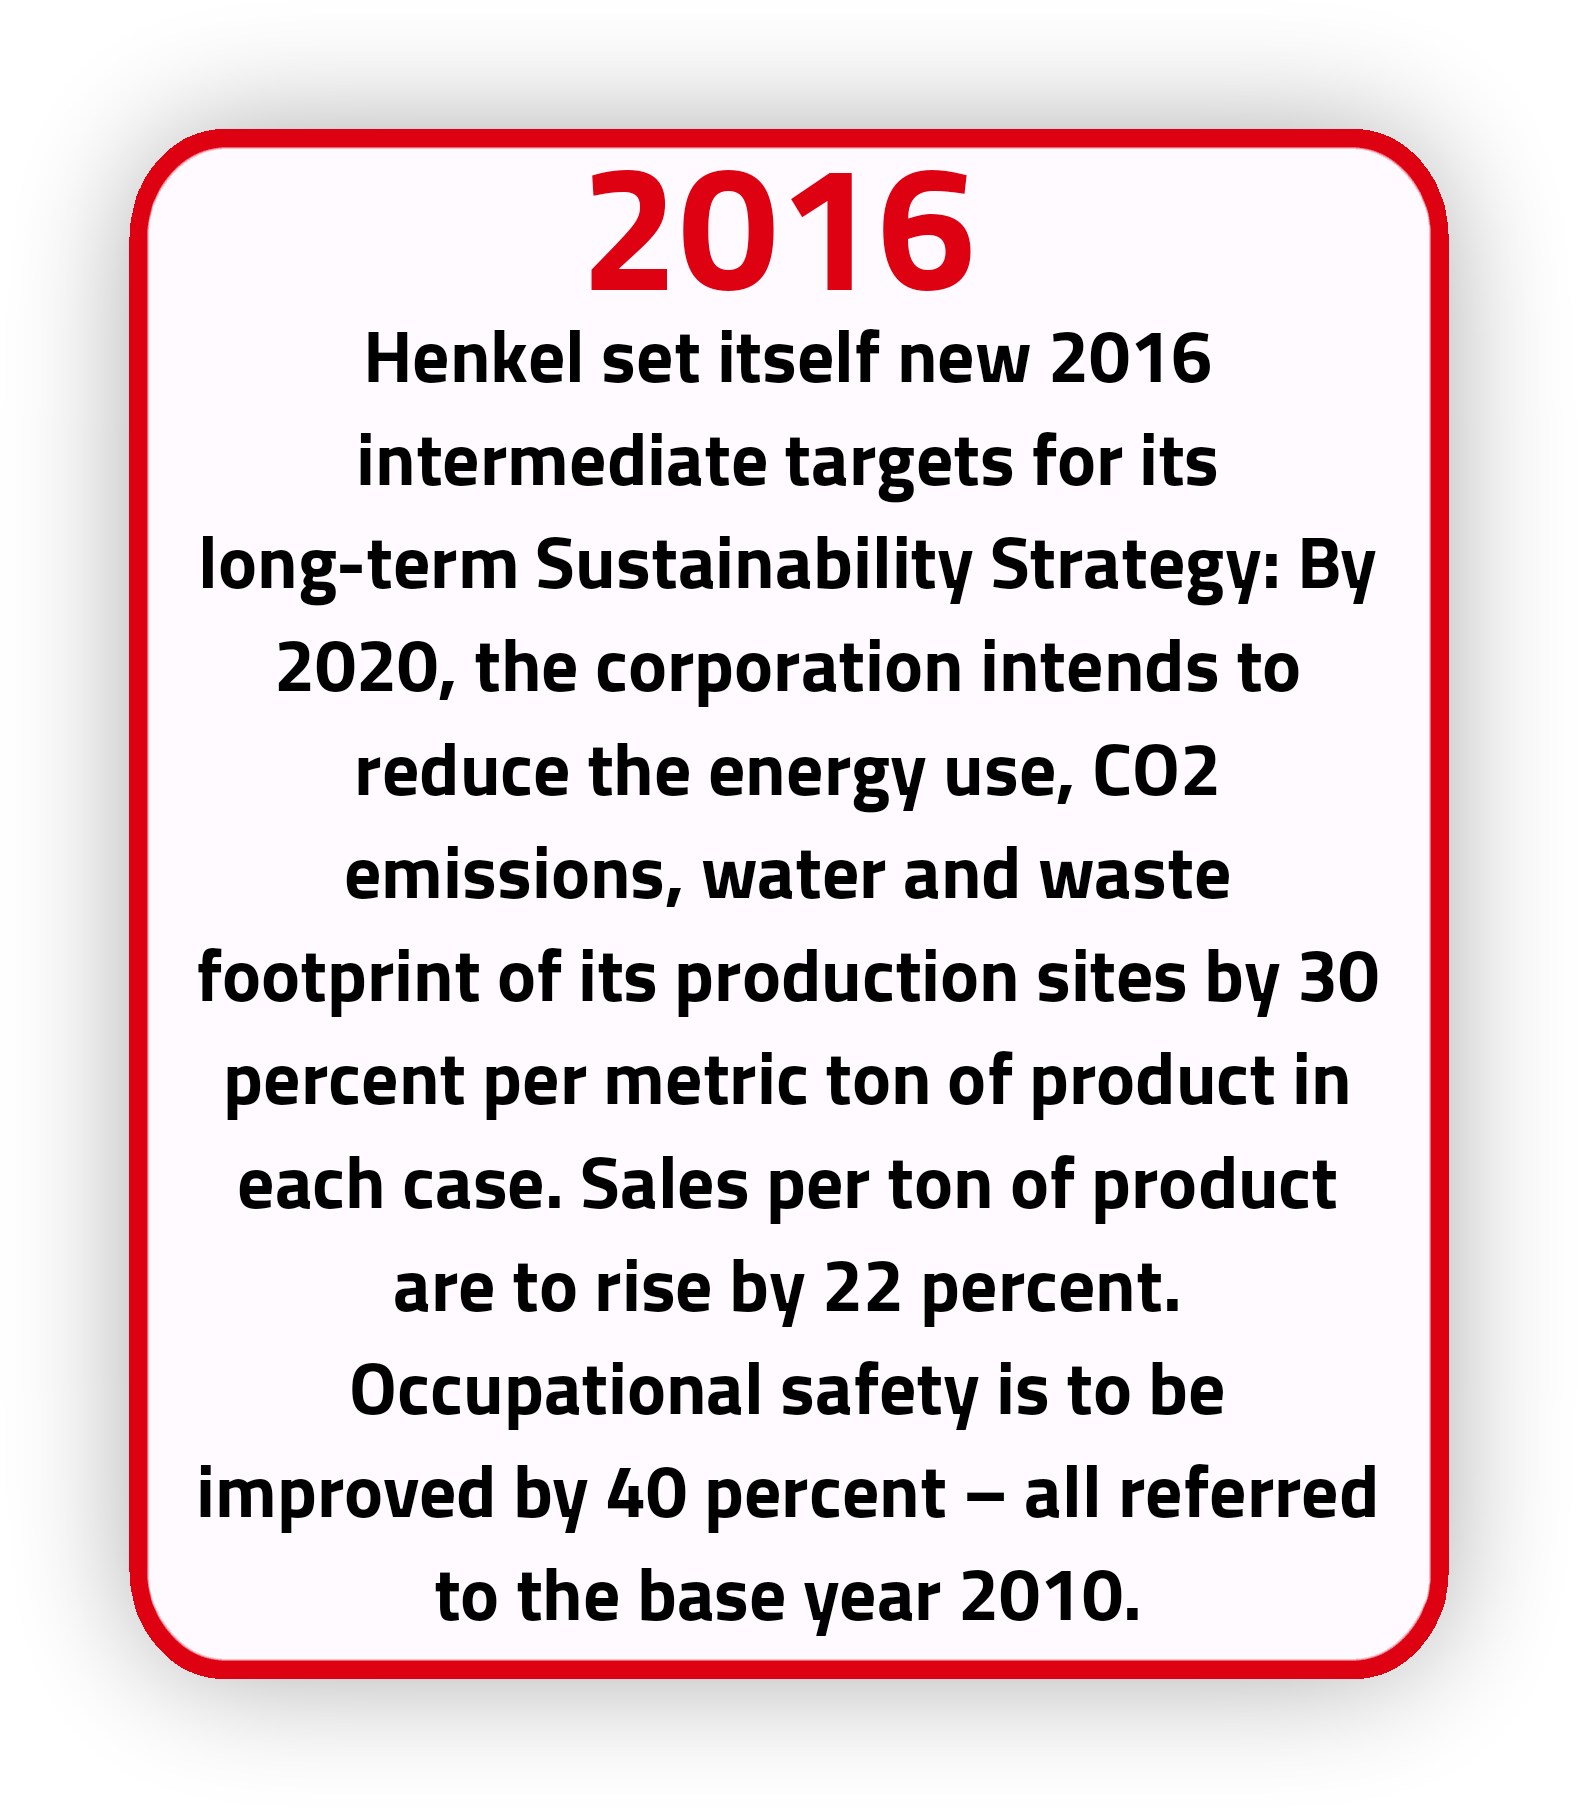 2016
Henkel set itself new 2016
intermediate targets for its
long-term Sustainability Strategy: By
2020, the corporation intends to
reduce the energy use, CO2
emissions, water and waste
footprint of its production sites by 30
percent per metric ton of product in
each case. Sales per ton of product
are to rise by 22 percent.
Occupational safety is to be
improved by 40 percent – all referred
to the base year 2010.